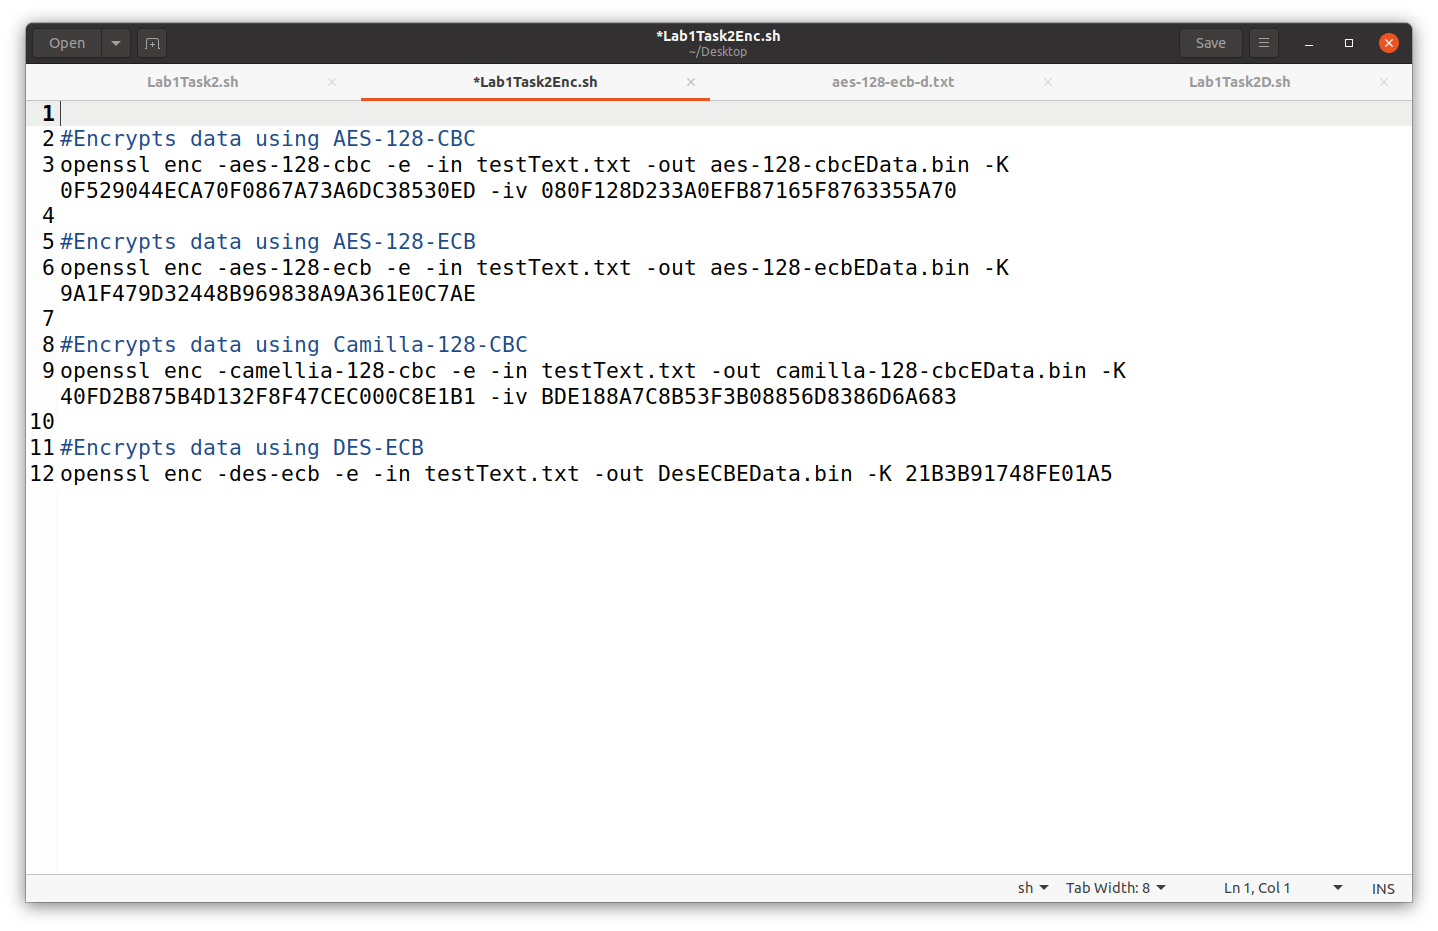 Open
*Lab1Task2Enc.sh
~/Desktop
Save
Lab1Task2.sh
*Lab1Task2Enc.sh
aes-128-ecb-d.txt
Lab1Task2D.sh
1
2 #Encrypts data using AES-128-CBC
3 openssl enc -aes-128-cbc -e -in testText.txt -out aes-128-cbcEData.bin -K
0F529044ECA70F0867A73A6DC38530ED -iv 080F128D233A0EFB87165F8763355A70
4
5 #Encrypts data using AES-128-ECB
6 openssl enc -aes-128-ecb -e -in testText.txt -out aes-128-ecbEData.bin -K
9A1F479D32448B969838A9A361E0C7AE
7
8 #Encrypts data using Camilla-128-CBC
9 openssl enc -camellia-128-cbc -e -in testText.txt -out camilla-128-cbcEData.bin -K
40FD2B875B4D132F8F47CEC000C8E1B1 -iv BDE188A7C8B53F3B08856D8386D6A683
10
11 #Encrypts data using DES-ECB
12 openssl enc -des-ecb -e -in testText.txt -out DesECBEData.bin -K 21B3B91748FE01A5
sh
Tab Width: 8
Ln 1, Col 1
INS